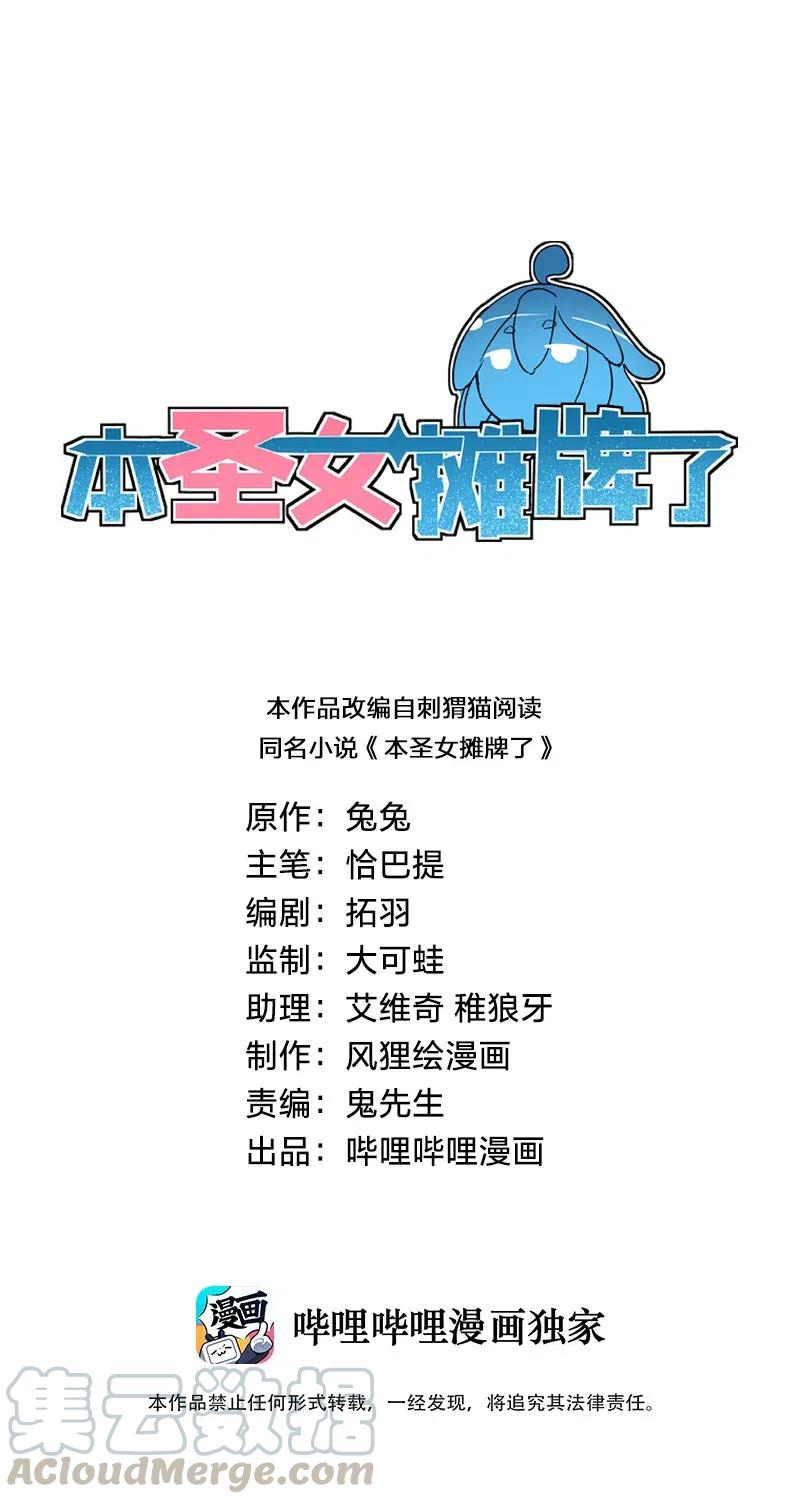 本圣女摊牌了
本作品改编自刺猬猫阅读
同名小说《本圣女摊牌了》
原作：兔兔
主笔：恰巴提
编剧：拓羽
监制：大可蛙
助理：艾维奇 稚狼牙
制作：风狸绘漫画
责编：鬼先生
出品：哔哩哔哩漫画
漫画
哔哩哔哩漫画独家
本作品禁止任何形式转载，一经发现，将追究其法律责任。
集云数据
ACloudMerge.com